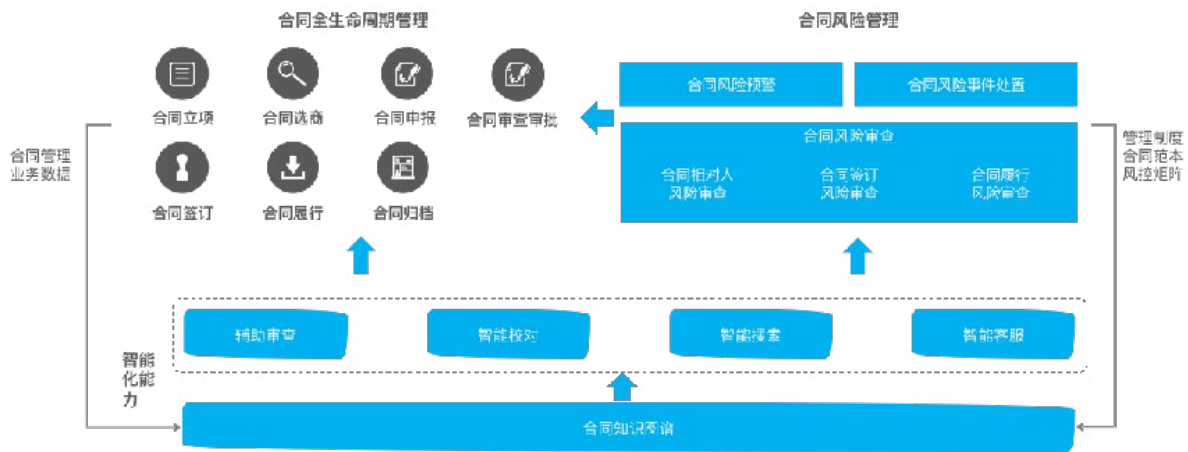 合同全生命周期管理
合同风险管理
合同立项
合同选商
合同申报
合同审查审批
合同签订
合同履行
合同归档
合同管理
业务数据
合同风险预警
合同风险事件处置
合同风险审查
合同相对人
风险审查
合同签订
风险审查
合同履行
风险审查
管理制度
合同范本
风控矩阵
智能
化能
力
辅助审查
智能校对
智能搜索
智能客服
合同知识图谱